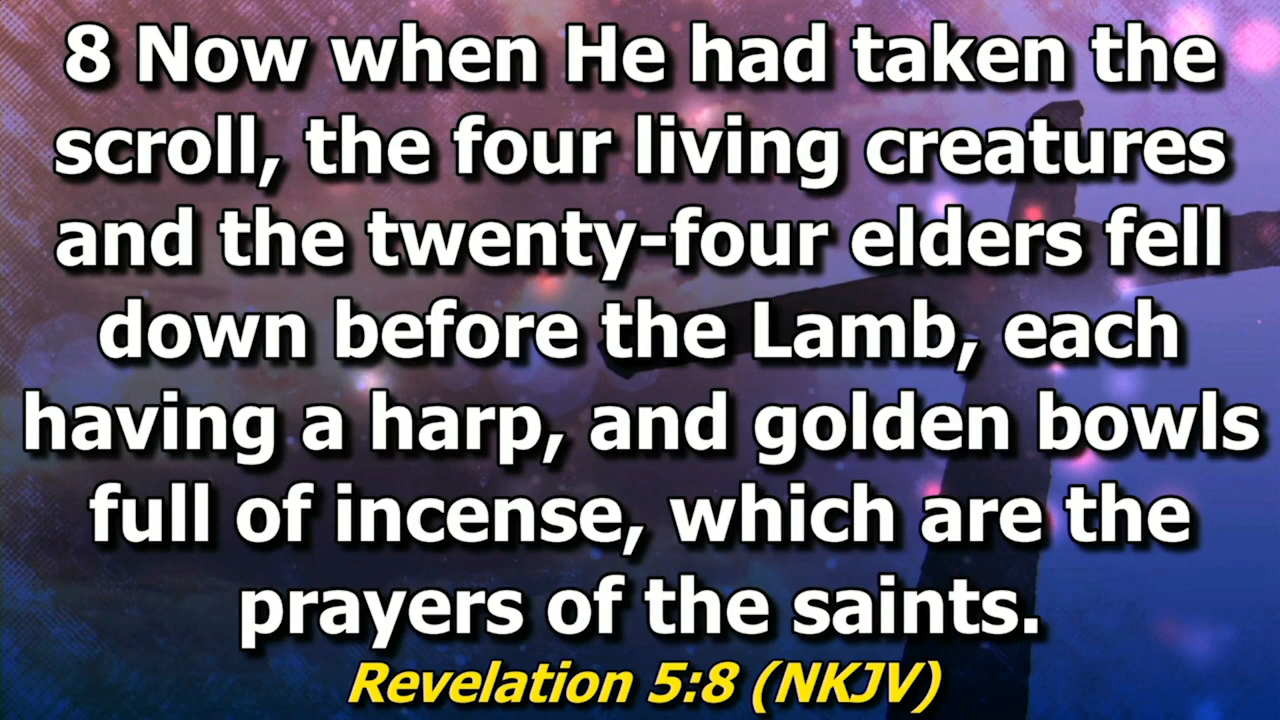 8 Now when He had taken the
scroll, the four living creatures
and the twenty-four elders fell
down before the Lamb, each
having a harp, and golden bowls
full of incense, which are the
prayers of the saints.
Revelation 5:8 (NKJV)